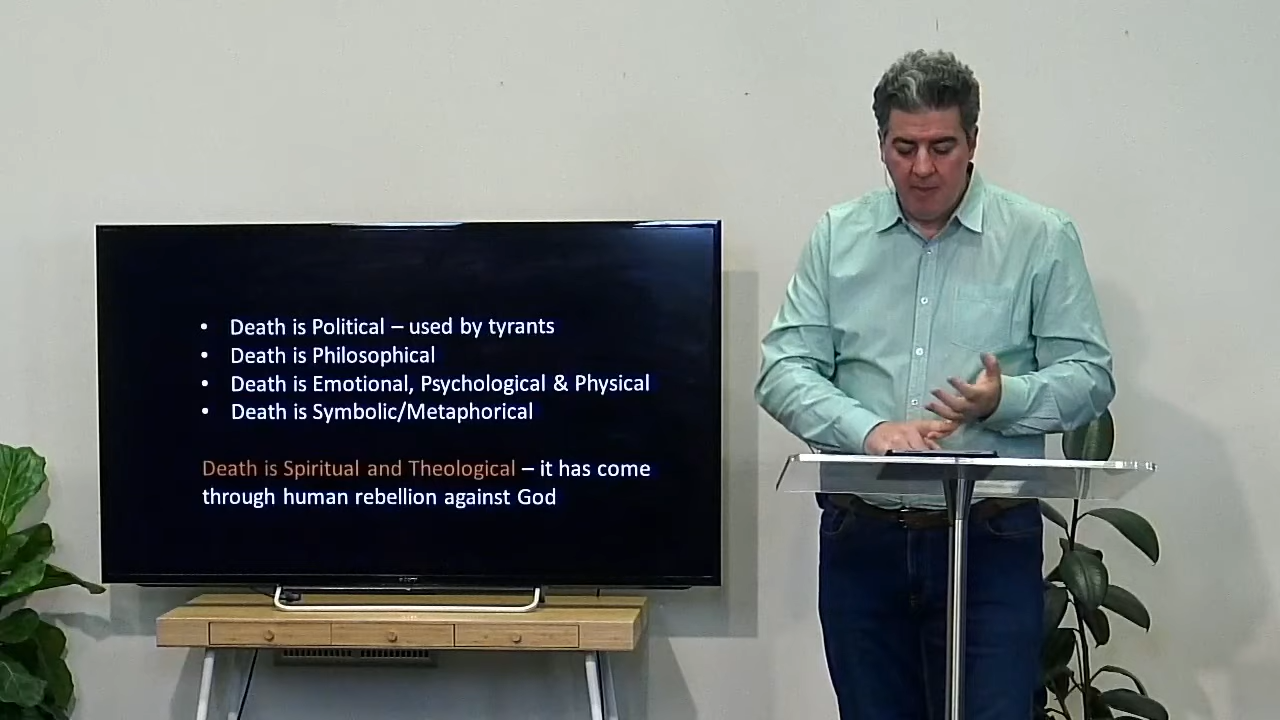 • Death is Political – used by tyrants
• Death is Philosophical
• Death is Emotional, Psychological & Physical
• Death is Symbolic/Metaphorical
Death is Spiritual and Theological – it has come
through human rebellion against God